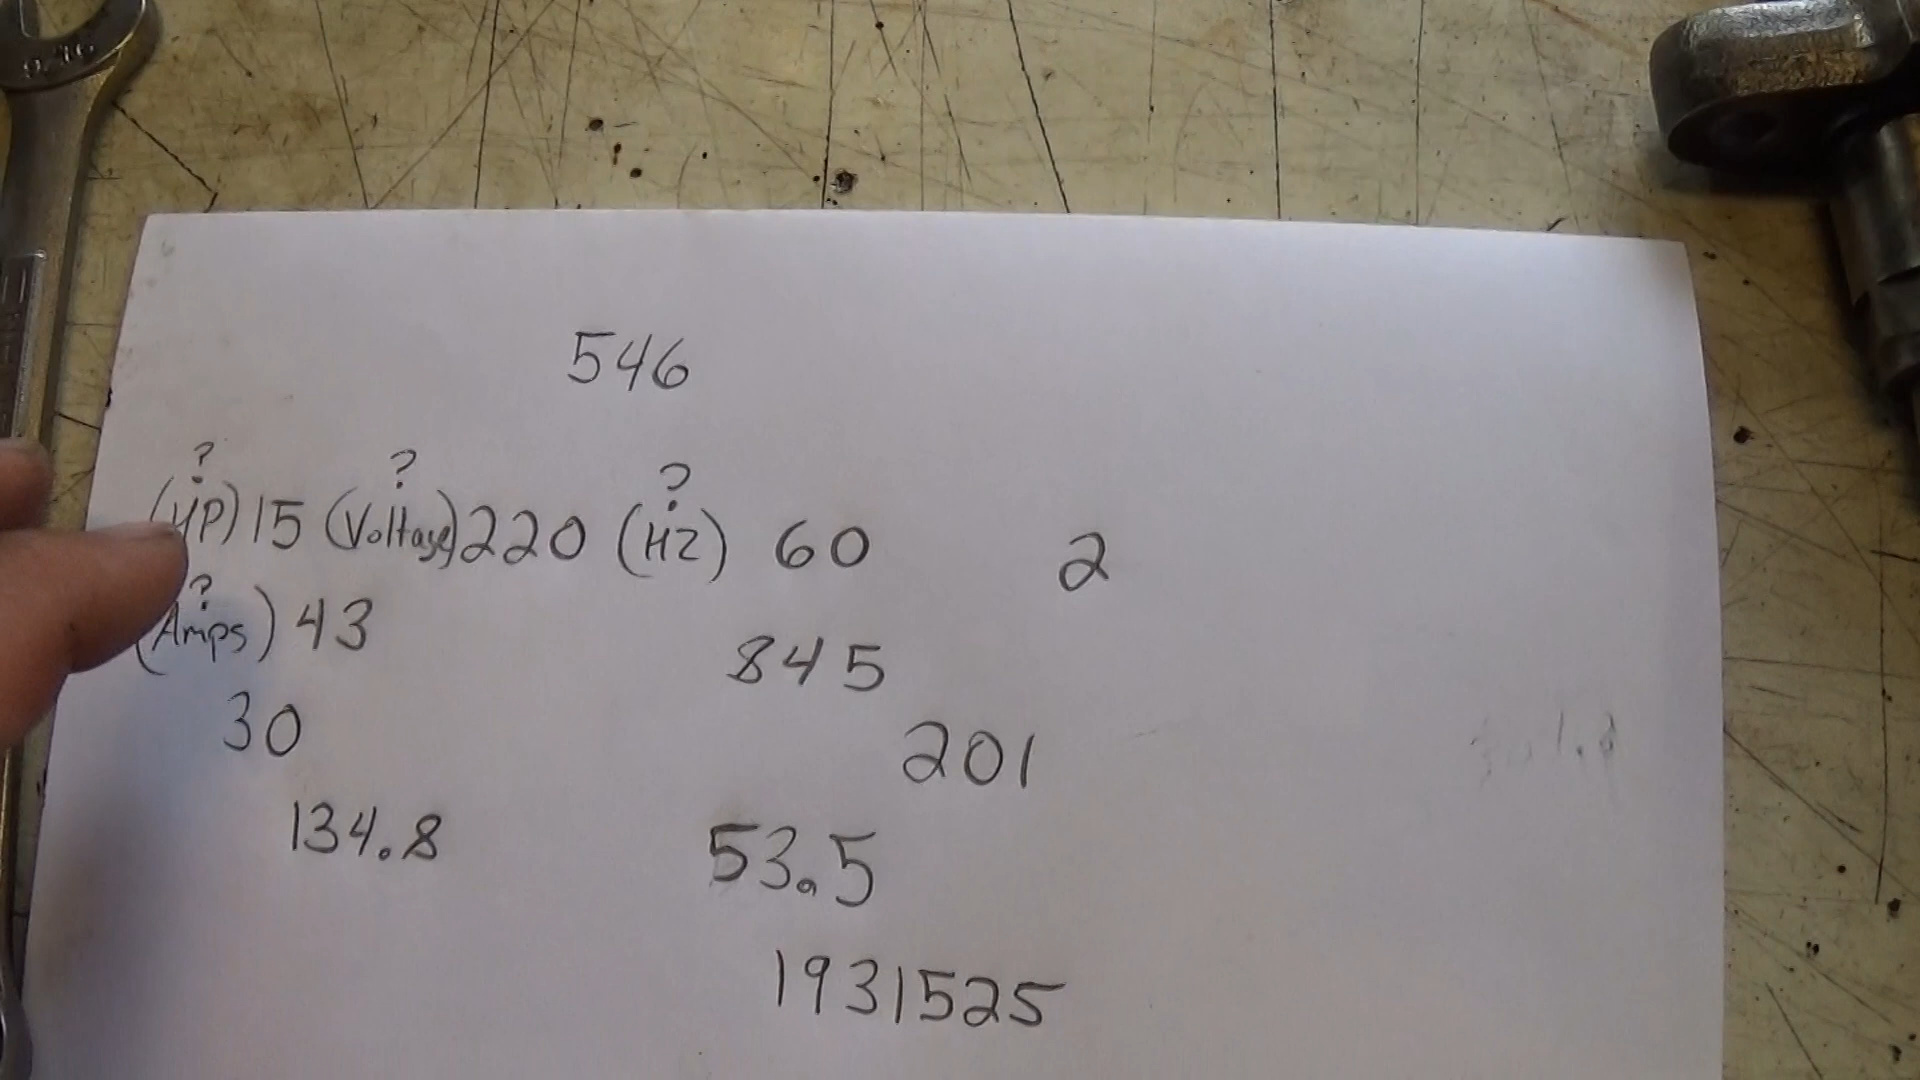 546
? ? ?
(HP) 15 (Voltage) 220 (HZ) 60 2
?
(Amps) 43
845
30
201
134.8
53.5
1931525